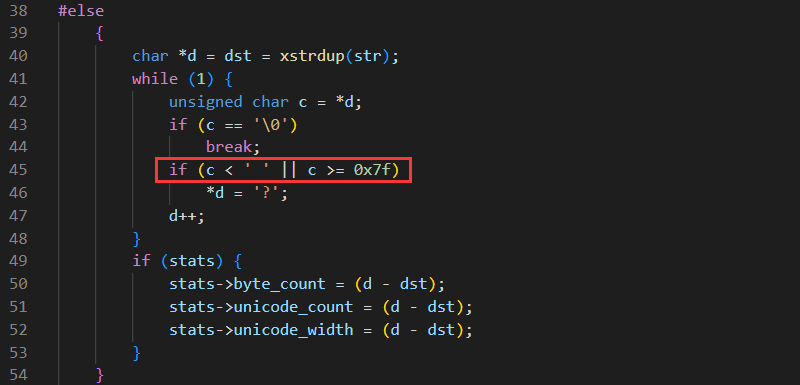 38 #else
39 {
40 char *d = dst = xstrdup(str);
41 while (1) {
42 unsigned char c = *d;
43 if (c == '\0')
44 break;
45 if (c < ' ' || c >= 0x7f)
46 *d = '?';
47 d++;
48 }
49 if (stats) {
50 stats->byte_count = (d - dst);
51 stats->unicode_count = (d - dst);
52 stats->unicode_width = (d - dst);
53 }
54 }